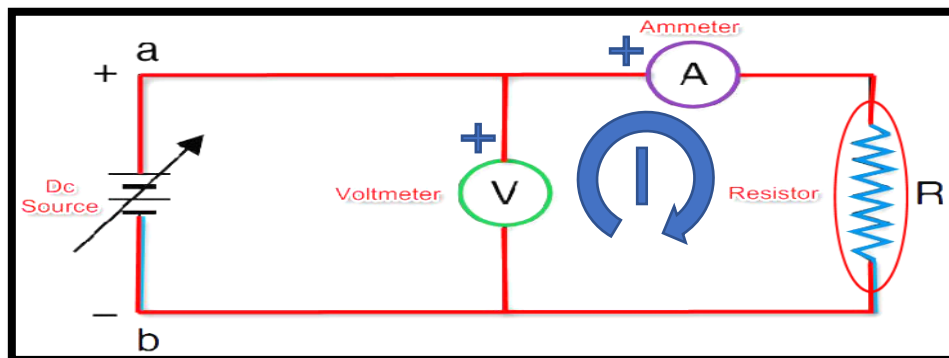 Ammeter
a
+
+
A
+
Dc
Source
Voltmeter
V
I
Resistor
R
–
b